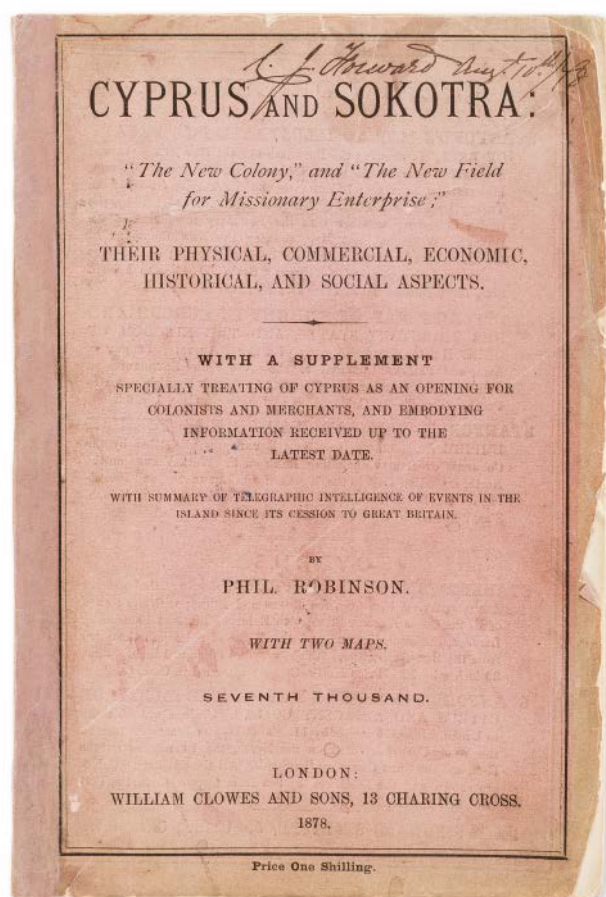 C. J. Forward Augt 10th/78
CYPRUS AND SOKOTRA:
"The New Colony," and "The New Field
for Missionary Enterprise;"
THEIR PHYSICAL, COMMERCIAL, ECONOMIC,
HISTORICAL, AND SOCIAL ASPECTS.
WITH A SUPPLEMENT
SPECIALLY TREATING OF CYPRUS AS AN OPENING FOR
COLONISTS AND MERCHANTS, AND EMBODYING
INFORMATION RECEIVED UP TO THE
LATEST DATE.
WITH SUMMARY OF TELEGRAPHIC INTELLIGENCE OF EVENTS IN THE
ISLAND SINCE ITS CESSION TO GREAT BRITAIN.
BY
PHIL. ROBINSON.
WITH TWO MAPS.
SEVENTH THOUSAND.
LONDON:
WILLIAM CLOWES AND SONS, 13 CHARING CROSS.
1878.
Price One Shilling.